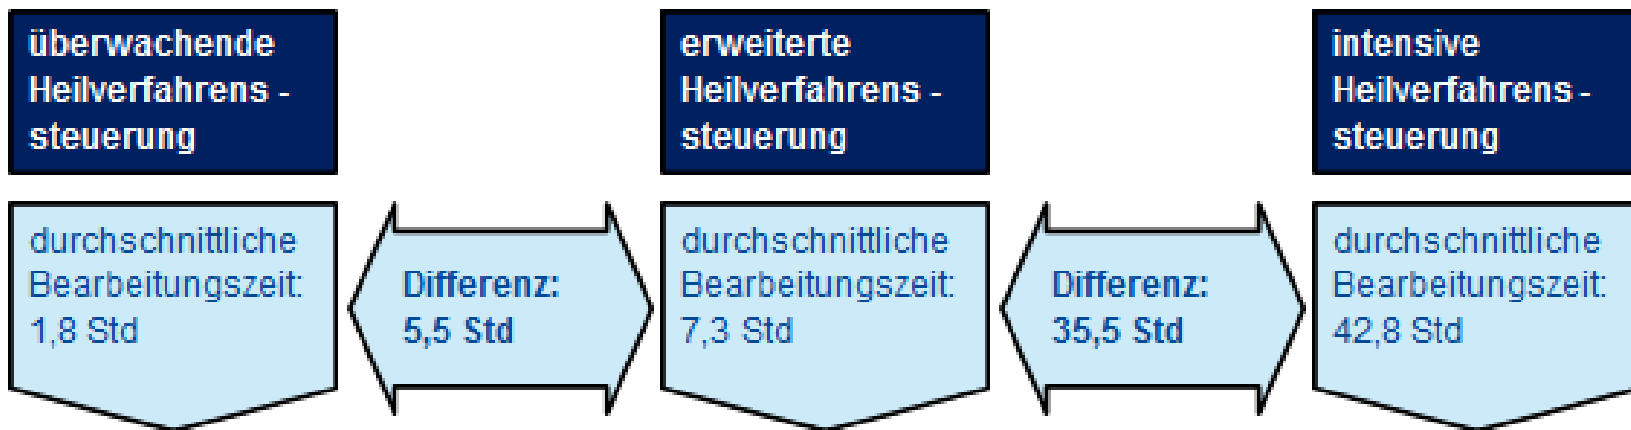 überwachende
Heilverfahrens -
steuerung
erweiterte
Heilverfahrens -
steuerung
intensive
Heilverfahrens -
steuerung
durchschnittliche
Bearbeitungszeit:
1,8 Std
Differenz:
5,5 Std
durchschnittliche
Bearbeitungszeit:
7,3 Std
Differenz:
35,5 Std
durchschnittliche
Bearbeitungszeit:
42,8 Std